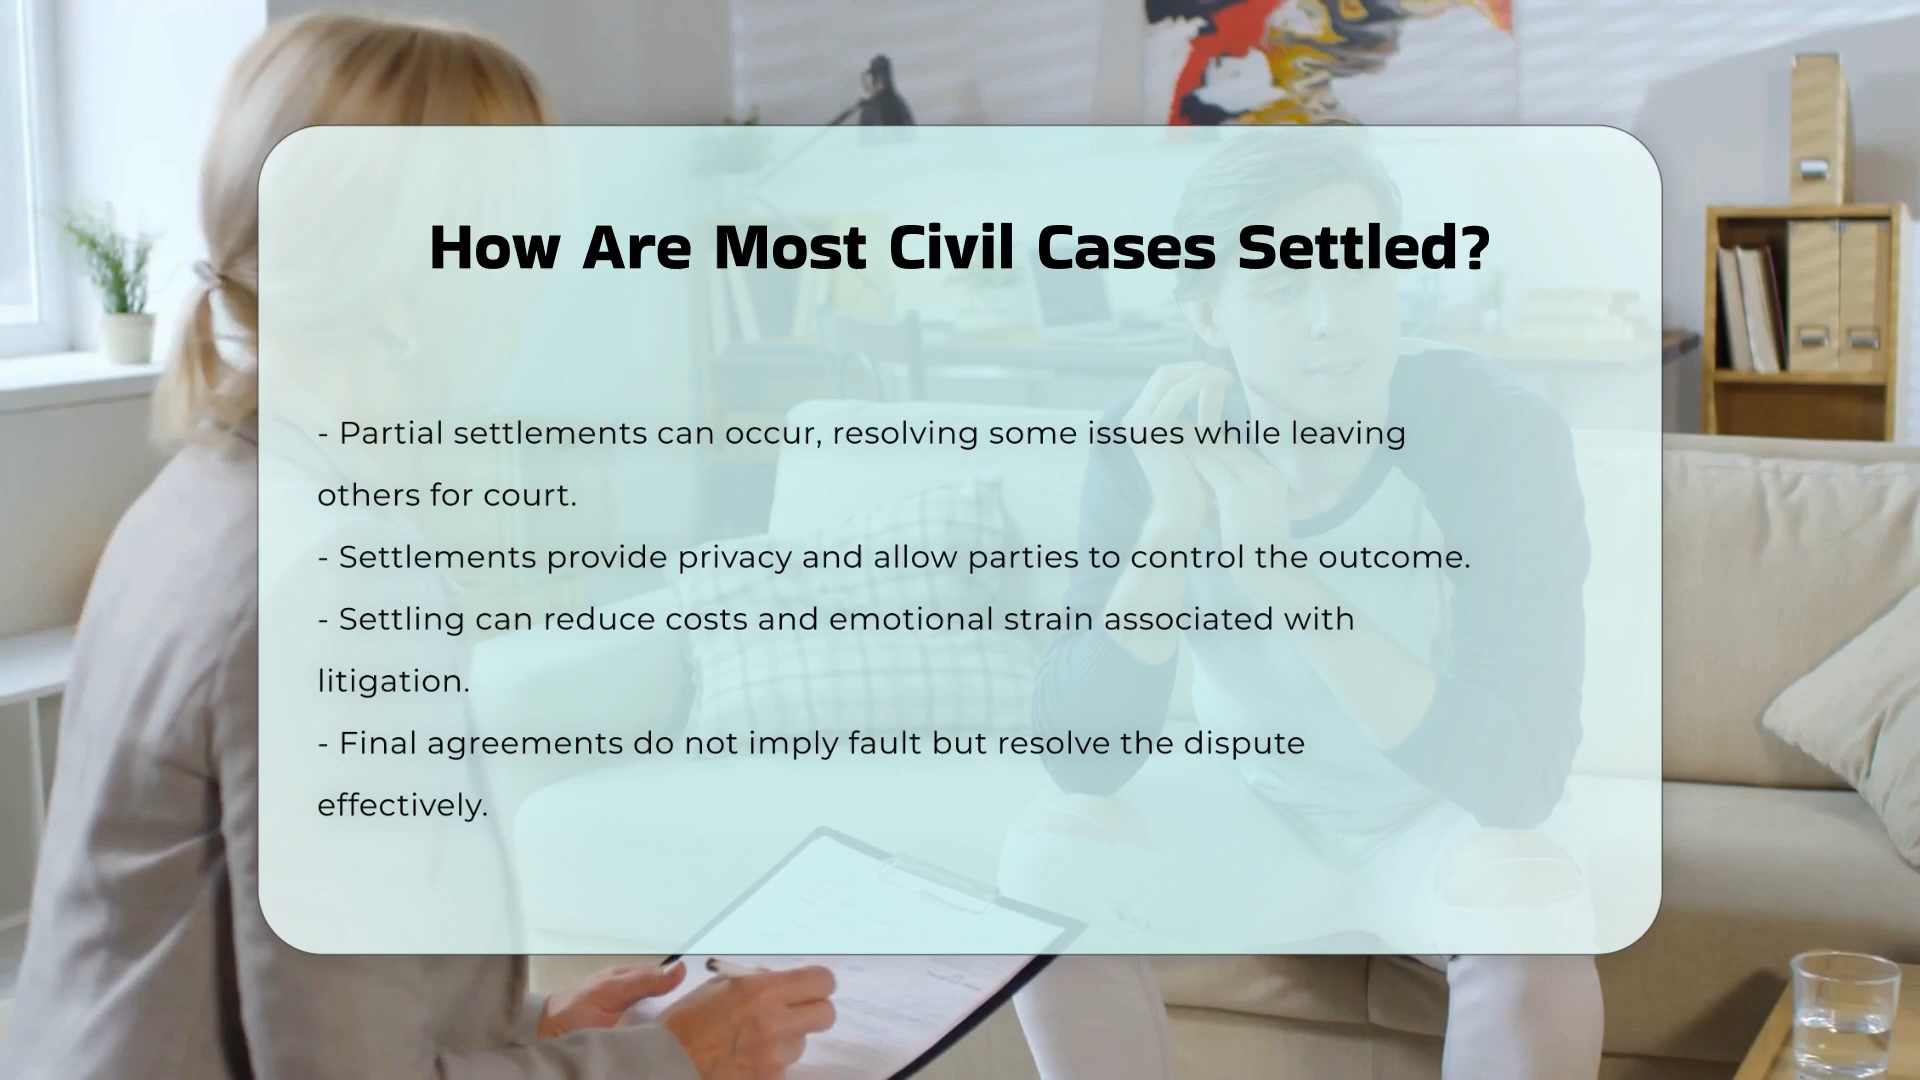 How Are Most Civil Cases Settled?
- Partial settlements can occur, resolving some issues while leaving
others for court.
- Settlements provide privacy and allow parties to control the outcome.
- Settling can reduce costs and emotional strain associated with
litigation.
- Final agreements do not imply fault but resolve the dispute
effectively.